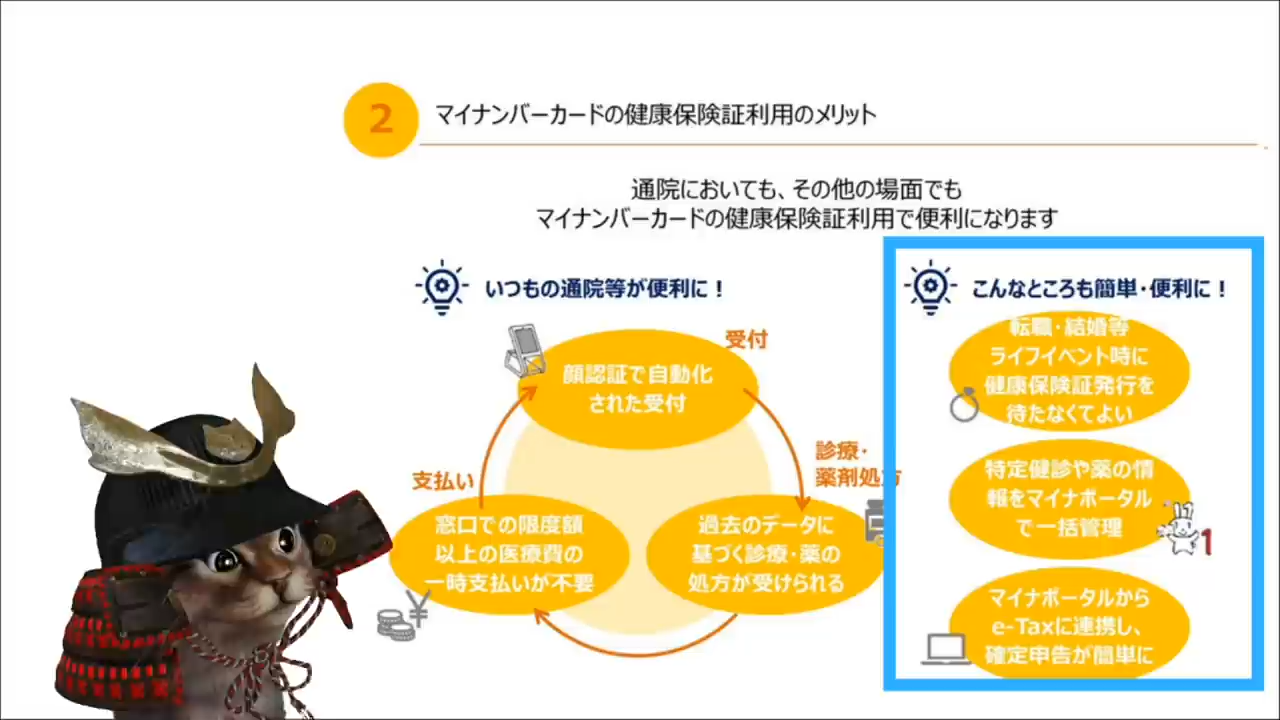 2
マイナンバーカードの健康保険証利用のメリット
通院においても、その他の場面でも
マイナンバーカードの健康保険証利用で便利になります
いつもの通院等が便利に！
受付
顔認証で自動化
された受付
診療・
薬剤処方
過去のデータに
基づく診療・薬の
処方が受けられる
支払い
窓口での限度額
以上の医療費の
一時支払いが不要
¥
こんなところも簡単・便利に！
転職・結婚等
ライフイベント時に
健康保険証発行を
待たなくてよい
特定健診や薬の情
報をマイナポータル
で一括管理
1
マイナポータルから
e-Taxに連携し、
確定申告が簡単に